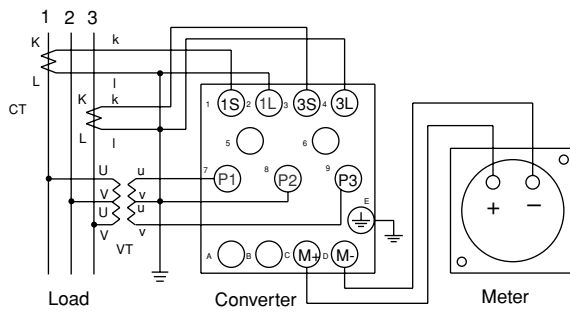 1 2 3
K k
L l
CT
K k
L l
1 1S 2 1L 3 3S 4 3L
5 6
7 P1 8 P2 9 P3
E
A B C M+ D M-
U u
V v
U u
V v
VT
+ −
Load Converter Meter